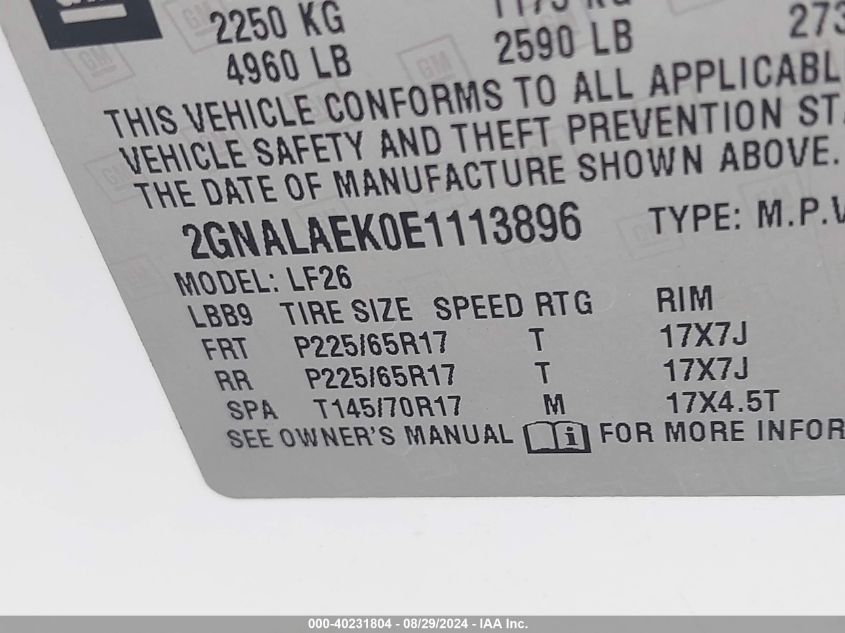 2250 KG
4960 LB 2590 LB
THIS VEHICLE CONFORMS TO ALL
VEHICLE SAFETY AND THEFT PREVENTION
THE DATE OF MANUFACTURE SHOWN ABOVE.
2GNALAEK0E1113896 TYPE: M.P.V
MODEL: LF26
LBB9 TIRE SIZE SPEED RTG RIM
FRT P225/65R17 T 17X7J
RR P225/65R17 T 17X7J
SPA T145/70R17 M 17X4.5T
SEE OWNER'S MANUAL FOR MORE
000-40231804 - 08/29/2024 - IAA Inc.